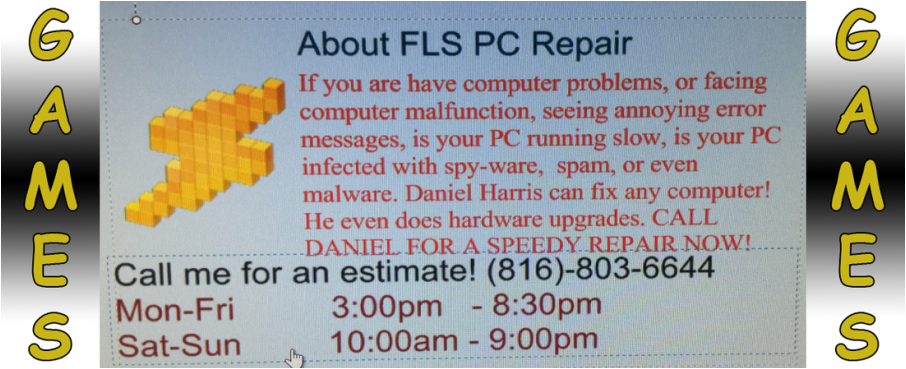 GAMES
About FLS PC Repair
If you are have computer problems, or facing
computer malfunction, seeing annoying error
messages, is your PC running slow, is your PC
infected with spy-ware, spam, or even
malware. Daniel Harris can fix any computer!
He even does hardware upgrades. CALL
DANIEL FOR A SPEEDY REPAIR NOW!
Call me for an estimate! (816)-803-6644
Mon-Fri 3:00pm - 8:30pm
Sat-Sun 10:00am - 9:00pm
GAMES